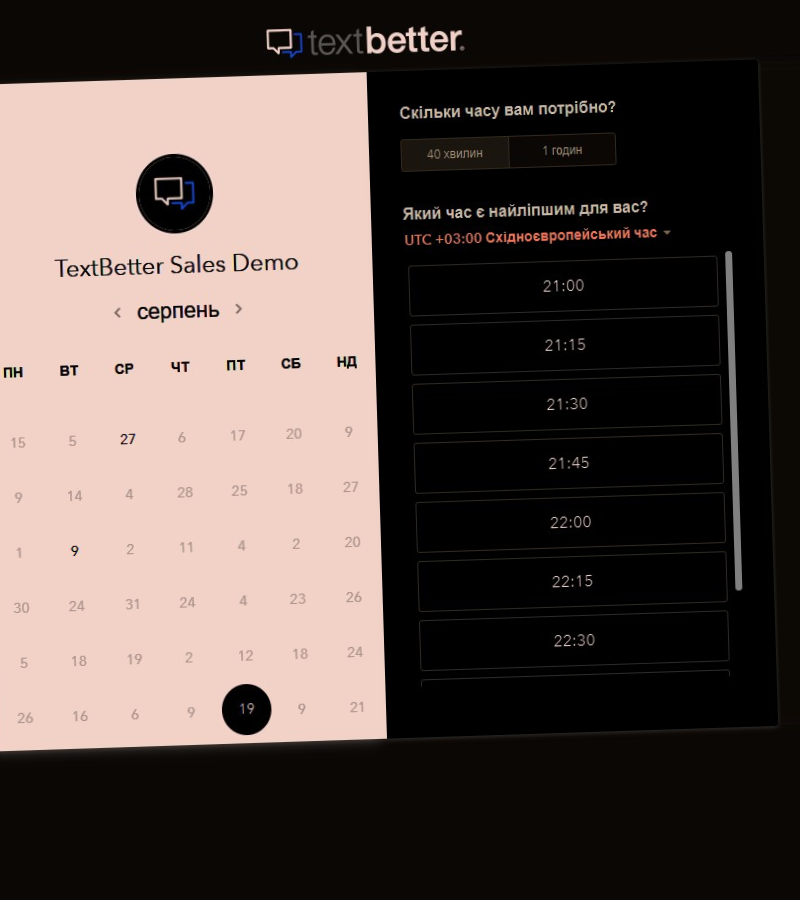 textbetter.
TextBetter Sales Demo
серпень
ПН ВТ СР ЧТ ПТ СБ НД
15 5 27 6 17 20 9
9 14 4 28 25 18 27
1 9 2 11 4 2 20
30 24 31 24 4 23 26
5 18 19 2 12 18 24
26 16 6 9 19 9 21
Скільки часу вам потрібно?
40 хвилин 1 годин
Який час є найліпшим для вас?
UTC +03:00 Східноєвропейський час
21:00
21:15
21:30
21:45
22:00
22:15
22:30